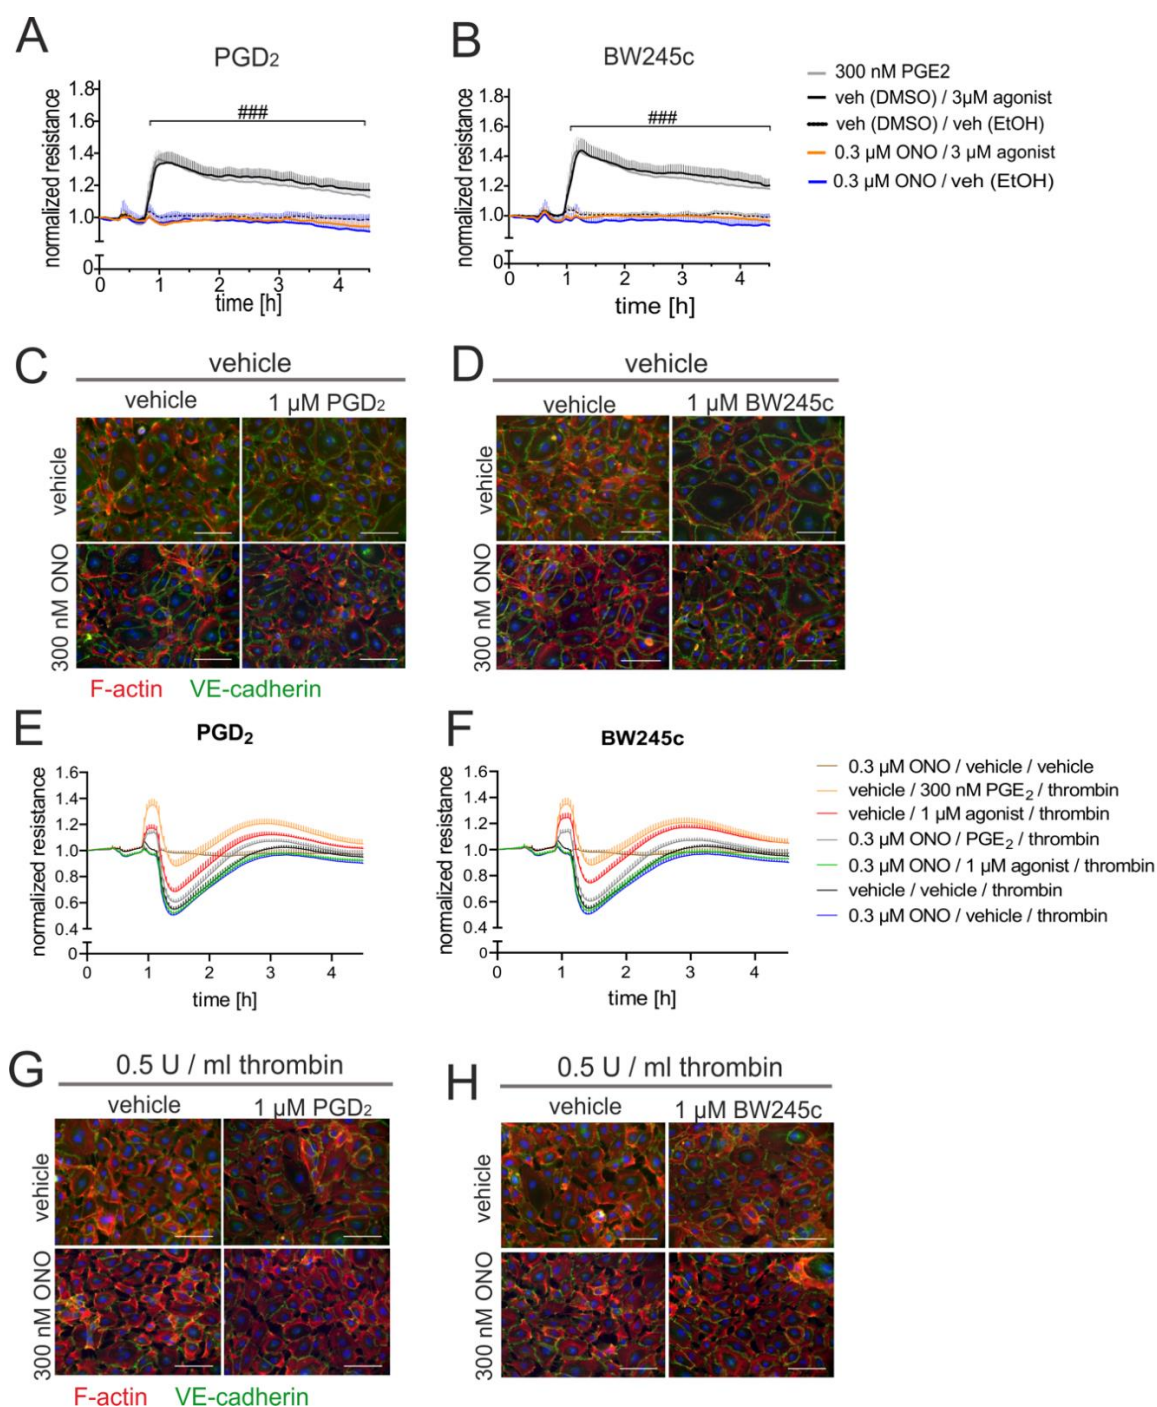 A
PGD2
normalized resistance
1.8
1.6
1.4
1.2
1.0
0
###
0 1 2 3 4
time [h]
B
BW245c
normalized resistance
1.8
1.6
1.4
1.2
1.0
0
###
0 1 2 3 4
time [h]
300 nM PGE2
veh (DMSO) / 3µM agonist
veh (DMSO) / veh (EtOH)
0.3 µM ONO / 3 µM agonist
0.3 µM ONO / veh (EtOH)
C
vehicle
vehicle 1 µM PGD2
vehicle
300 nM ONO
F-actin VE-cadherin
D
vehicle
vehicle 1 µM BW245c
vehicle
300 nM ONO
E
PGD2
normalized resistance
1.6
1.4
1.2
1.0
0.8
0.6
0.4
0
0 1 2 3 4
time [h]
F
BW245c
normalized resistance
1.6
1.4
1.2
1.0
0.8
0.6
0.4
0
0 1 2 3 4
time [h]
0.3 µM ONO / vehicle / vehicle
vehicle / 300 nM PGE2 / thrombin
vehicle / 1 µM agonist / thrombin
0.3 µM ONO / PGE2 / thrombin
0.3 µM ONO / 1 µM agonist / thrombin
vehicle / vehicle / thrombin
0.3 µM ONO / vehicle / thrombin
G
0.5 U / ml thrombin
vehicle 1 µM PGD2
vehicle
300 nM ONO
F-actin VE-cadherin
H
0.5 U / ml thrombin
vehicle 1 µM BW245c
vehicle
300 nM ONO